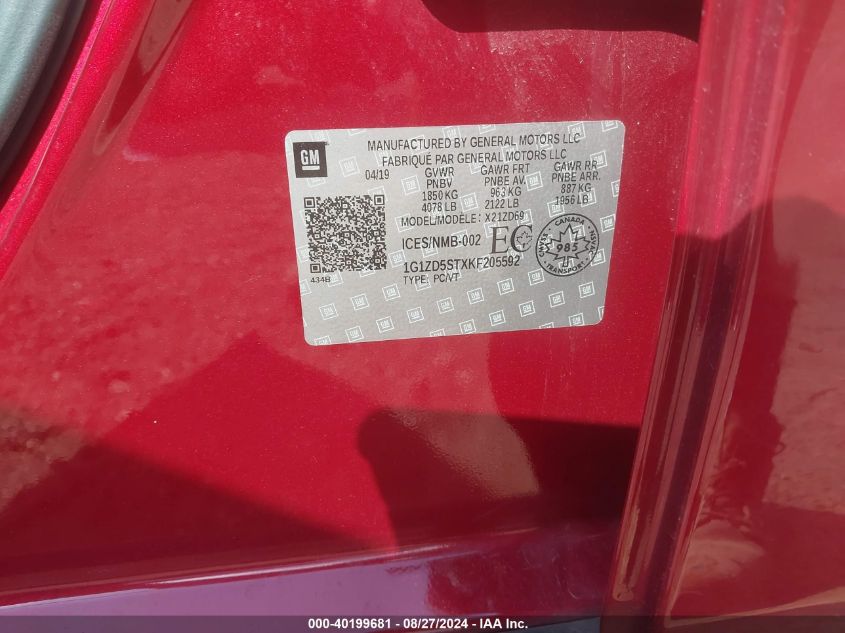 GM
MANUFACTURED BY GENERAL MOTORS LLC
FABRIQUÉ PAR GENERAL MOTORS LLC
04/19 GVWR GAWR FRT GAWR RR
PNBV PNBE AV. PNBE ARR.
1850 KG 963 KG 887 KG
4078 LB 2122 LB 1956 LB
MODEL/MODÈLE: X21ZD69
ICES/NMB-002 EC
CANADA
985
1G1ZD5STXKF205592
434B TYPE: PC/VT
000-40199681 / 08/27/2024 / IAA Inc.